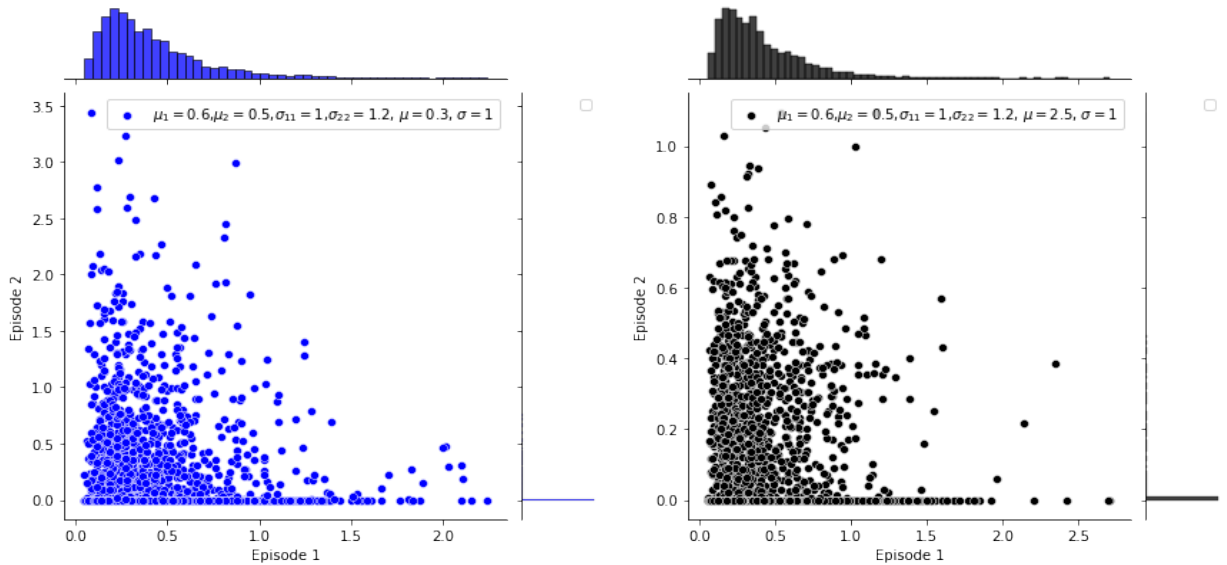 μ₁ = 0.6,μ₂ = 0.5,σ₁₁ = 1,σ₂₂ = 1.2, μ = 0.3, σ = 1
3.5
3.0
2.5
2.0
1.5
1.0
0.5
0.0
Episode 2
0.0 0.5 1.0 1.5 2.0
Episode 1
μ₁ = 0.6,μ₂ = 0.5,σ₁₁ = 1,σ₂₂ = 1.2, μ = 2.5, σ = 1
1.0
0.8
0.6
0.4
0.2
0.0
Episode 2
0.0 0.5 1.0 1.5 2.0 2.5
Episode 1